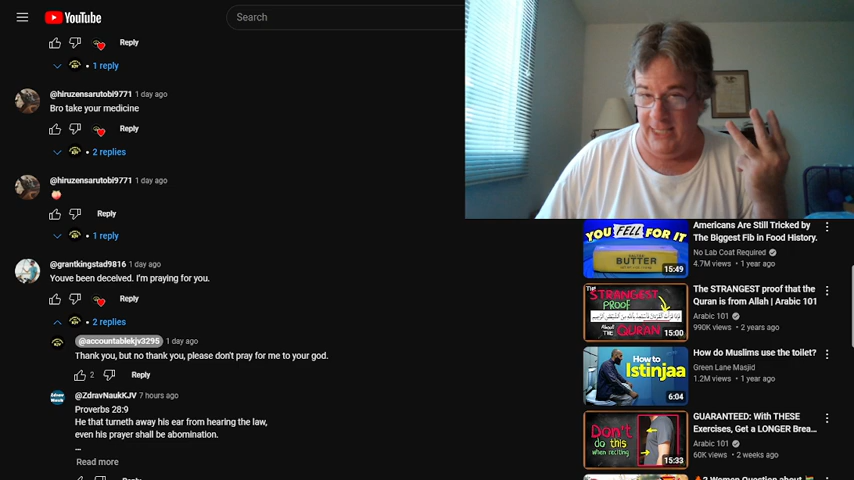 YouTube
Search
Reply
1 reply
@hiruzensarutobi9771 1 day ago
Bro take your medicine
Reply
2 replies
@hiruzensarutobi9771 1 day ago
Reply
1 reply
@grantkingstad9816 1 day ago
Youve been deceived. I'm praying for you.
Reply
2 replies
@accountablekjv3295 1 day ago
Thank you, but no thank you, please don't pray for me to your god.
2 Reply
@ZdravNaukKJV 7 hours ago
Proverbs 28:9
He that turneth away his ear from hearing the law,
even his prayer shall be abomination.
...
Read more
YOU FELL FOR IT
BUTTER
15:49
Americans Are Still Tricked by
The Biggest Fib in Food History.
No Lab Coat Required
4.7M views • 1 year ago
THE STRANGEST
PROOF
ABOUT THE QURAN
15:00
The STRANGEST proof that the
Quran is from Allah | Arabic 101
Arabic 101
990K views • 2 years ago
How to
Istinjaa
6:04
How do Muslims use the toilet?
Green Lane Masjid
1.2M views • 1 year ago
Don't
do this
when reciting
15:33
GUARANTEED: With THESE
Exercises, Get a LONGER Brea...
Arabic 101
60K views • 2 weeks ago